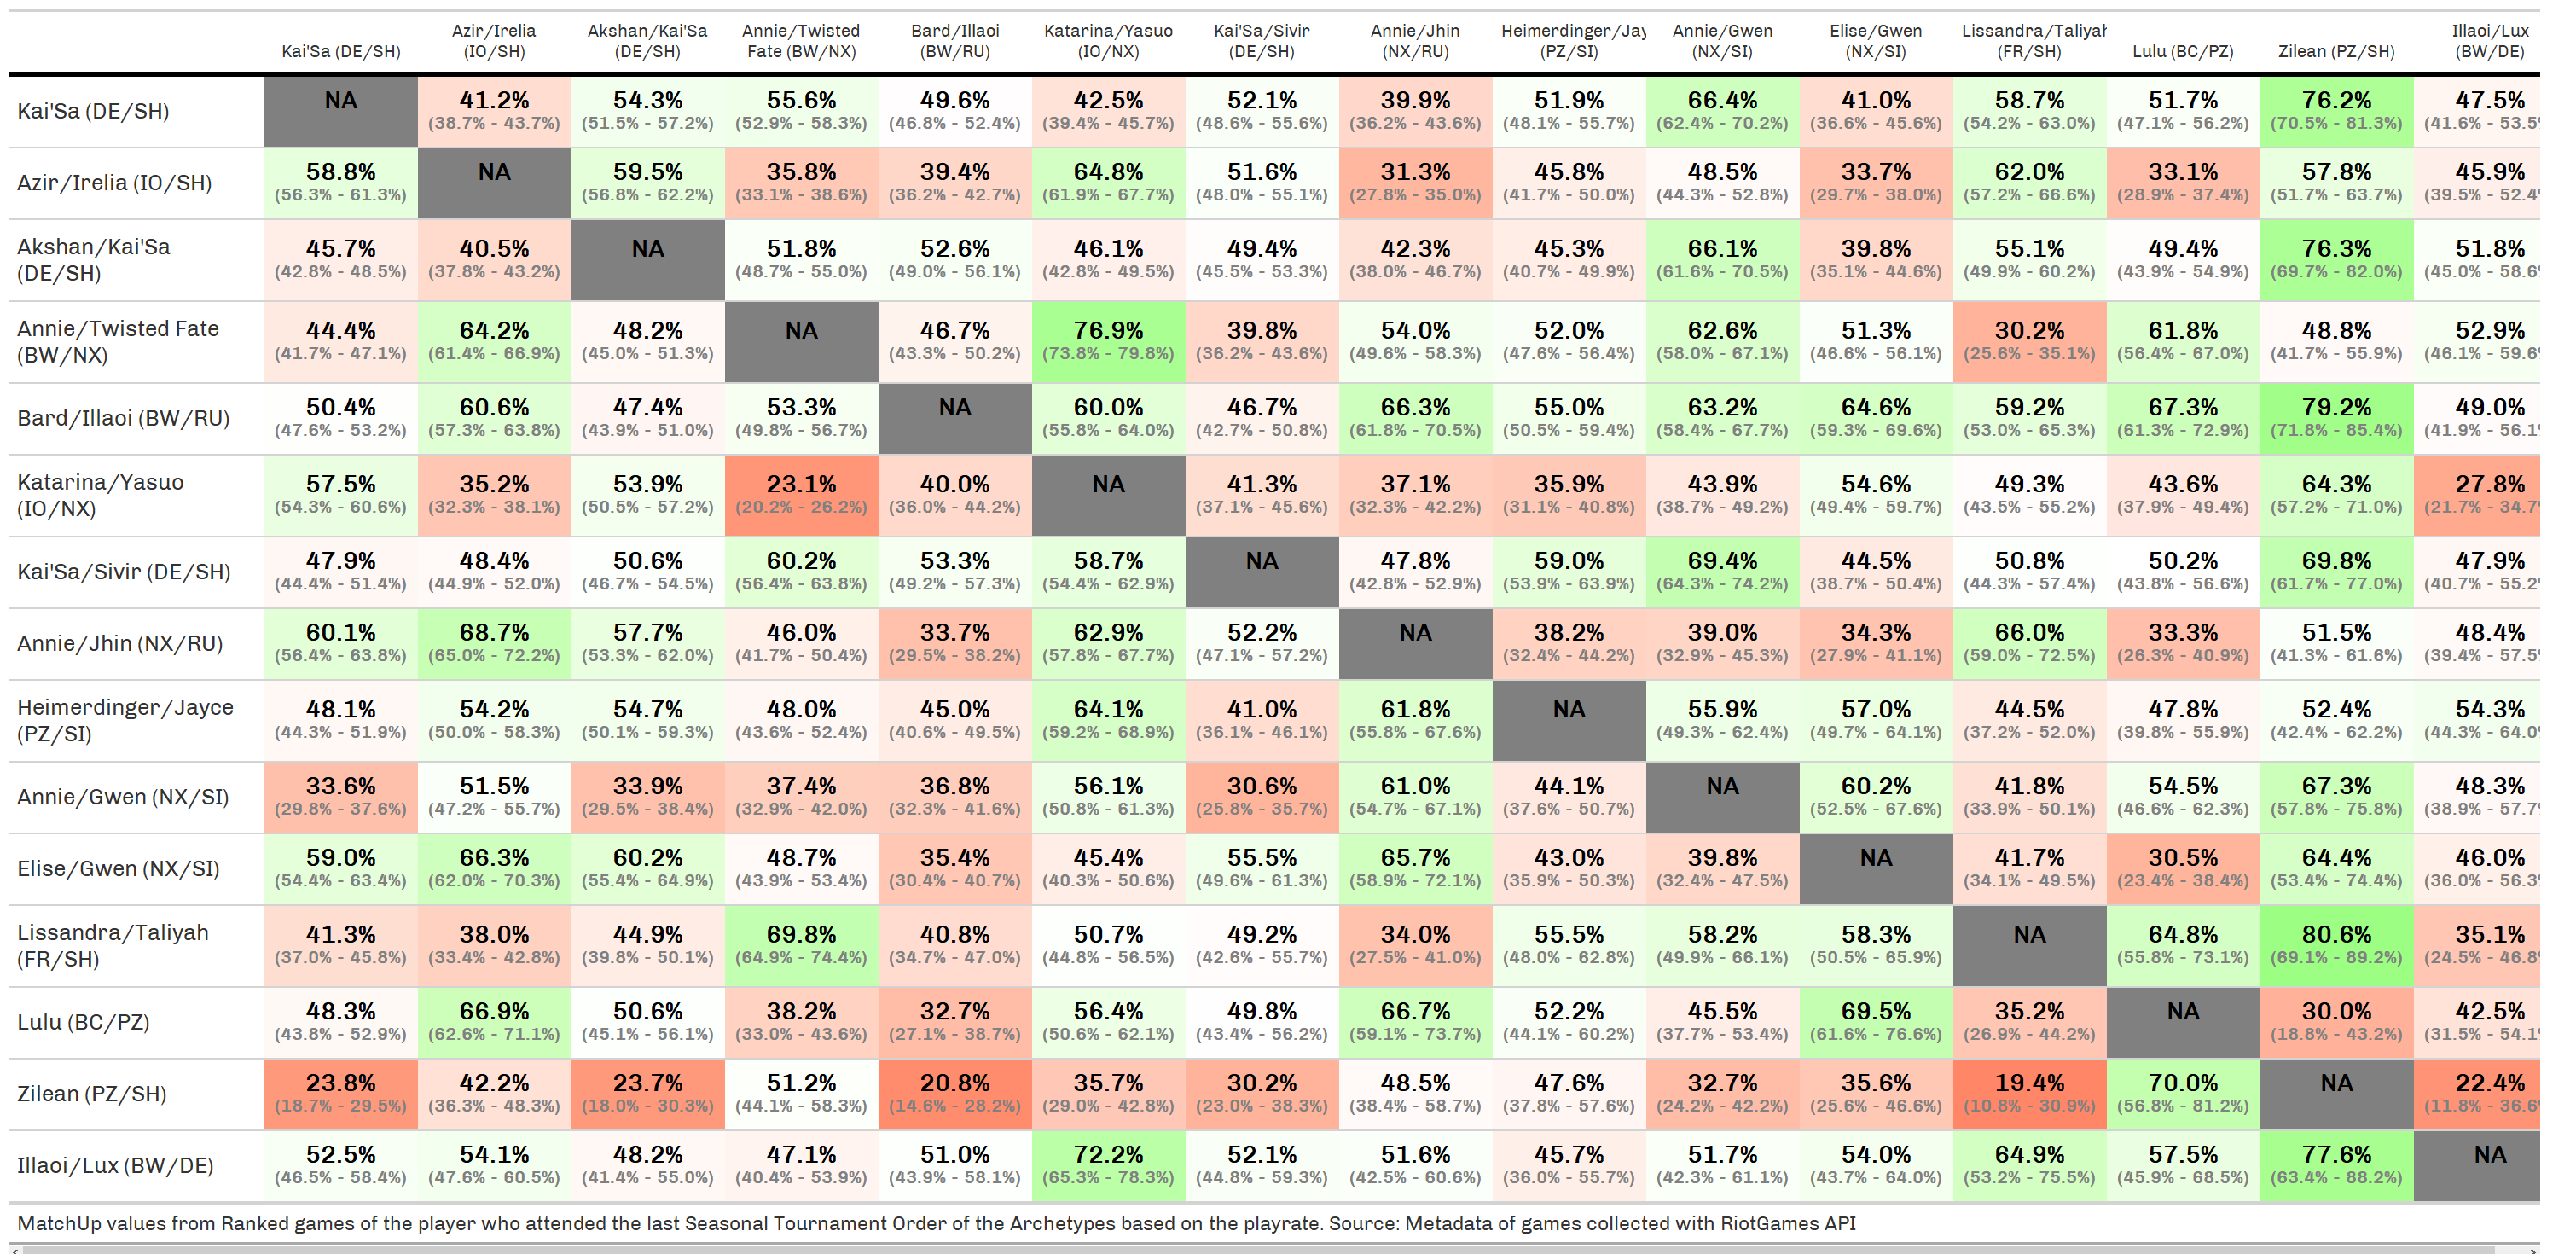 Kai'Sa (DE/SH) Azir/Irelia (IO/SH) Akshan/Kai'Sa (DE/SH) Annie/Twisted Fate (BW/NX) Bard/Illaoi (BW/RU) Katarina/Yasuo (IO/NX) Kai'Sa/Sivir (DE/SH) Annie/Jhin (NX/RU) Heimerdinger/Jay (PZ/SI) Annie/Gwen (NX/SI) Elise/Gwen (NX/SI) Lissandra/Taliyah (FR/SH) Lulu (BC/PZ) Zilean (PZ/SH) Illaoi/Lux (BW/DE)
Kai'Sa (DE/SH) NA 41.2% 54.3% 55.6% 49.6% 42.5% 52.1% 39.9% 51.9% 66.4% 41.0% 58.7% 51.7% 76.2% 47.5%
(38.7% - 43.7%) (51.5% - 57.2%) (52.9% - 58.3%) (46.8% - 52.4%) (39.4% - 45.7%) (48.6% - 55.6%) (36.2% - 43.6%) (48.1% - 55.7%) (62.4% - 70.2%) (36.6% - 45.6%) (54.2% - 63.0%) (47.1% - 56.2%) (70.5% - 81.3%) (41.6% - 53.5
Azir/Irelia (IO/SH) 58.8% NA 59.5% 35.8% 39.4% 64.8% 51.6% 31.3% 45.8% 48.5% 33.7% 62.0% 33.1% 57.8% 45.9%
(56.3% - 61.3%) (56.8% - 62.2%) (33.1% - 38.6%) (36.2% - 42.7%) (61.9% - 67.7%) (48.0% - 55.1%) (27.8% - 35.0%) (41.7% - 50.0%) (44.3% - 52.8%) (29.7% - 38.0%) (57.2% - 66.6%) (28.9% - 37.4%) (51.7% - 63.7%) (39.5% - 52.4
Akshan/Kai'Sa (DE/SH) 45.7% 40.5% NA 51.8% 52.6% 46.1% 49.4% 42.3% 45.3% 66.1% 39.8% 55.1% 49.4% 76.3% 51.8%
(42.8% - 48.5%) (37.8% - 43.2%) (48.7% - 55.0%) (49.0% - 56.1%) (42.8% - 49.5%) (45.5% - 53.3%) (38.0% - 46.7%) (40.7% - 49.9%) (61.6% - 70.5%) (35.1% - 44.6%) (49.9% - 60.2%) (43.9% - 54.9%) (69.7% - 82.0%) (45.0% - 58.6
Annie/Twisted Fate (BW/NX) 44.4% 64.2% 48.2% NA 46.7% 76.9% 39.8% 54.0% 52.0% 62.6% 51.3% 30.2% 61.8% 48.8% 52.9%
(41.7% - 47.1%) (61.4% - 66.9%) (45.0% - 51.3%) (43.3% - 50.2%) (73.8% - 79.8%) (36.2% - 43.6%) (49.6% - 58.3%) (47.6% - 56.4%) (58.0% - 67.1%) (46.6% - 56.1%) (25.6% - 35.1%) (56.4% - 67.0%) (41.7% - 55.9%) (46.1% - 59.6
Bard/Illaoi (BW/RU) 50.4% 60.6% 47.4% 53.3% NA 60.0% 46.7% 66.3% 55.0% 63.2% 64.6% 59.2% 67.3% 79.2% 49.0%
(47.6% - 53.2%) (57.3% - 63.8%) (43.9% - 51.0%) (49.8% - 56.7%) (55.8% - 64.0%) (42.7% - 50.8%) (61.8% - 70.5%) (50.5% - 59.4%) (58.4% - 67.7%) (59.3% - 69.6%) (53.0% - 65.3%) (61.3% - 72.9%) (71.8% - 85.4%) (41.9% - 56.1
Katarina/Yasuo (IO/NX) 57.5% 35.2% 53.9% 23.1% 40.0% NA 41.3% 37.1% 35.9% 43.9% 54.6% 49.3% 43.6% 64.3% 27.8%
(54.3% - 60.6%) (32.3% - 38.1%) (50.5% - 57.2%) (20.2% - 26.2%) (36.0% - 44.2%) (37.1% - 45.6%) (32.3% - 42.2%) (31.1% - 40.8%) (38.7% - 49.2%) (49.4% - 59.7%) (43.5% - 55.2%) (37.9% - 49.4%) (57.2% - 71.0%) (21.7% - 34.7
Kai'Sa/Sivir (DE/SH) 47.9% 48.4% 50.6% 60.2% 53.3% 58.7% NA 47.8% 59.0% 69.4% 44.5% 50.8% 50.2% 69.8% 47.9%
(44.4% - 51.4%) (44.9% - 52.0%) (46.7% - 54.5%) (56.4% - 63.8%) (49.2% - 57.3%) (54.4% - 62.9%) (42.8% - 52.9%) (53.9% - 63.9%) (64.3% - 74.2%) (38.7% - 50.4%) (44.3% - 57.4%) (43.8% - 56.6%) (61.7% - 77.0%) (40.7% - 55.2
Annie/Jhin (NX/RU) 60.1% 68.7% 57.7% 46.0% 33.7% 62.9% 52.2% NA 38.2% 39.0% 34.3% 66.0% 33.3% 51.5% 48.4%
(56.4% - 63.8%) (65.0% - 72.2%) (53.3% - 62.0%) (41.7% - 50.4%) (29.5% - 38.2%) (57.8% - 67.7%) (47.1% - 57.2%) (32.4% - 44.2%) (32.9% - 45.3%) (27.9% - 41.1%) (59.0% - 72.5%) (26.3% - 40.9%) (41.3% - 61.6%) (39.4% - 57.5
Heimerdinger/Jayce (PZ/SI) 48.1% 54.2% 54.7% 48.0% 45.0% 64.1% 41.0% 61.8% NA 55.9% 57.0% 44.5% 47.8% 52.4% 54.3%
(44.3% - 51.9%) (50.0% - 58.3%) (50.1% - 59.3%) (43.6% - 52.4%) (40.6% - 49.5%) (59.2% - 68.9%) (36.1% - 46.1%) (55.8% - 67.6%) (49.3% - 62.4%) (49.7% - 64.1%) (37.2% - 52.0%) (39.8% - 55.9%) (42.4% - 62.2%) (44.3% - 64.0
Annie/Gwen (NX/SI) 33.6% 51.5% 33.9% 37.4% 36.8% 56.1% 30.6% 61.0% 44.1% NA 60.2% 41.8% 54.5% 67.3% 48.3%
(29.8% - 37.6%) (47.2% - 55.7%) (29.5% - 38.4%) (32.9% - 42.0%) (32.3% - 41.6%) (50.8% - 61.3%) (25.8% - 35.7%) (54.7% - 67.1%) (37.6% - 50.7%) (52.5% - 67.6%) (33.9% - 50.1%) (46.6% - 62.3%) (57.8% - 75.8%) (38.9% - 57.7
Elise/Gwen (NX/SI) 59.0% 66.3% 60.2% 48.7% 35.4% 45.4% 55.5% 65.7% 43.0% 39.8% NA 41.7% 30.5% 64.4% 46.0%
(54.4% - 63.4%) (62.0% - 70.3%) (55.4% - 64.9%) (43.9% - 53.4%) (30.4% - 40.7%) (40.3% - 50.6%) (49.6% - 61.3%) (58.9% - 72.1%) (35.9% - 50.3%) (32.4% - 47.5%) (34.1% - 49.5%) (23.4% - 38.4%) (53.4% - 74.4%) (36.0% - 56.3
Lissandra/Taliyah (FR/SH) 41.3% 38.0% 44.9% 69.8% 40.8% 50.7% 49.2% 34.0% 55.5% 58.2% 58.3% NA 64.8% 80.6% 35.1%
(37.0% - 45.8%) (33.4% - 42.8%) (39.8% - 50.1%) (64.9% - 74.4%) (34.7% - 47.0%) (44.8% - 56.5%) (42.6% - 55.7%) (27.5% - 41.0%) (48.0% - 62.8%) (49.9% - 66.1%) (50.5% - 65.9%) (55.8% - 73.1%) (69.1% - 89.2%) (24.5% - 46.8
Lulu (BC/PZ) 48.3% 66.9% 50.6% 38.2% 32.7% 56.4% 49.8% 66.7% 52.2% 45.5% 69.5% 35.2% NA 30.0% 42.5%
(43.8% - 52.9%) (62.6% - 71.1%) (45.1% - 56.1%) (33.0% - 43.6%) (27.1% - 38.7%) (50.6% - 62.1%) (43.4% - 56.2%) (59.1% - 73.7%) (44.1% - 60.2%) (37.7% - 53.4%) (61.6% - 76.6%) (26.9% - 44.2%) (18.8% - 43.2%) (31.5% - 54.1
Zilean (PZ/SH) 23.8% 42.2% 23.7% 51.2% 20.8% 35.7% 30.2% 48.5% 47.6% 32.7% 35.6% 19.4% 70.0% NA 22.4%
(18.7% - 29.5%) (36.3% - 48.3%) (18.0% - 30.3%) (44.1% - 58.3%) (14.6% - 28.2%) (29.0% - 42.8%) (23.0% - 38.3%) (38.4% - 58.7%) (37.8% - 57.6%) (24.2% - 42.2%) (25.6% - 46.6%) (10.8% - 30.9%) (56.8% - 81.2%) (11.8% - 36.6
Illaoi/Lux (BW/DE) 52.5% 54.1% 48.2% 47.1% 51.0% 72.2% 52.1% 51.6% 45.7% 51.7% 54.0% 64.9% 57.5% 77.6% NA
(46.5% - 58.4%) (47.6% - 60.5%) (41.4% - 55.0%) (40.4% - 53.9%) (43.9% - 58.1%) (65.3% - 78.3%) (44.8% - 59.3%) (42.5% - 60.6%) (36.0% - 55.7%) (42.3% - 61.1%) (43.7% - 64.0%) (53.2% - 75.5%) (45.9% - 68.5%) (63.4% - 88.2%)
MatchUp values from Ranked games of the player who attended the last Seasonal Tournament Order of the Archetypes based on the playrate. Source: Metadata of games collected with RiotGames API